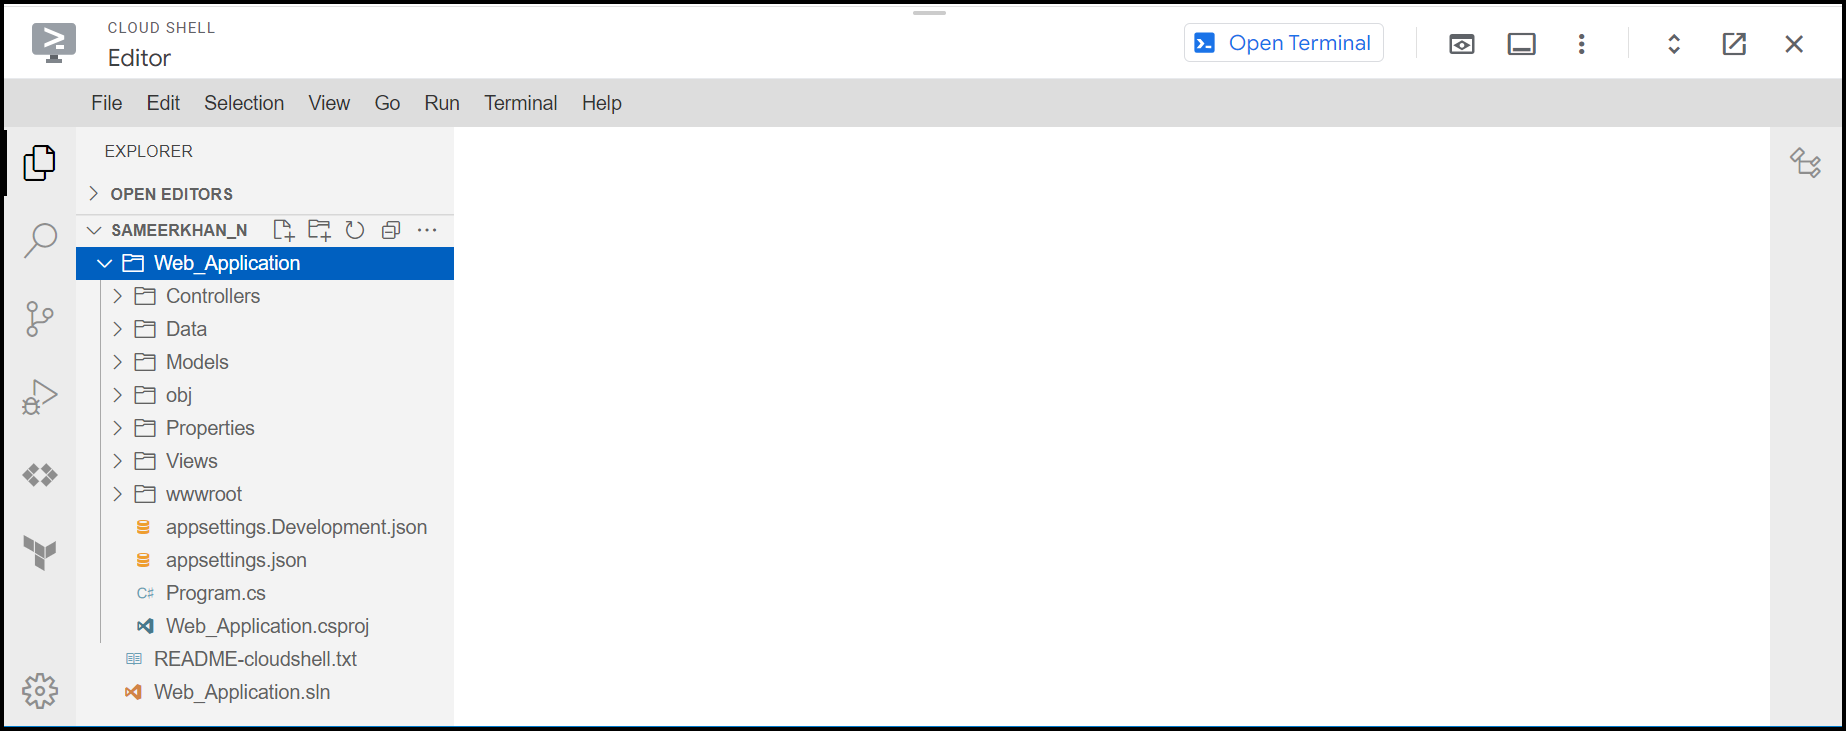 CLOUD SHELL
Editor
Open Terminal
File Edit Selection View Go Run Terminal Help
EXPLORER
OPEN EDITORS
SAMEERKHAN_N
Web_Application
Controllers
Data
Models
obj
Properties
Views
wwwroot
appsettings.Development.json
appsettings.json
C# Program.cs
Web_Application.csproj
README-cloudshell.txt
Web_Application.sln